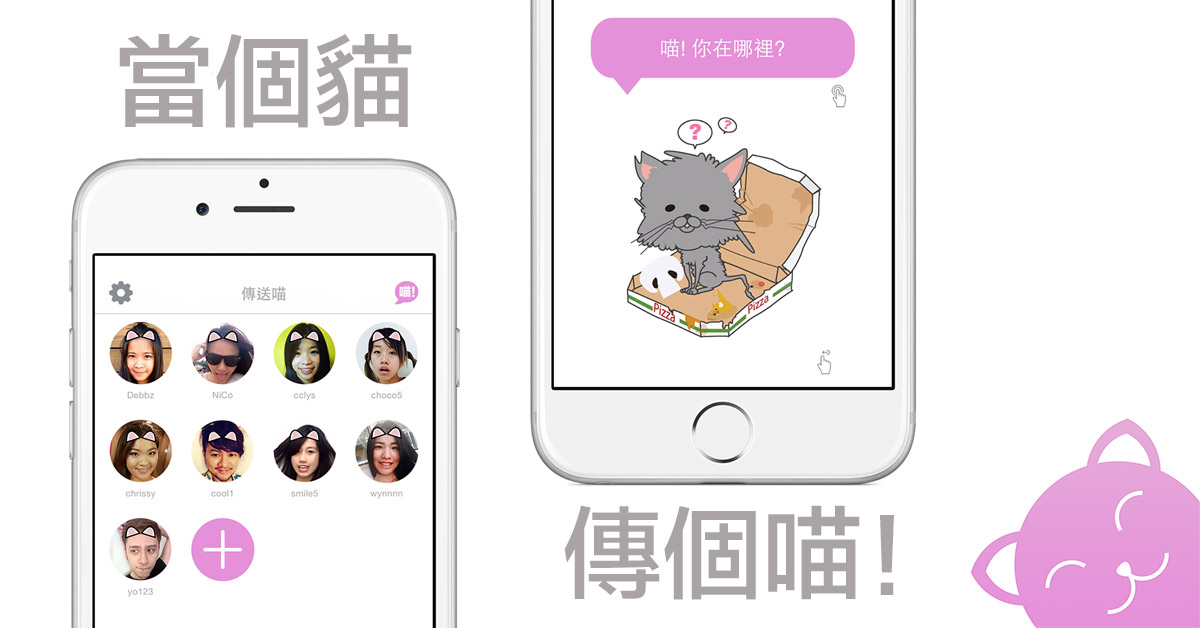 當個貓
傳送喵
喵!
Debbz
NiCo
cclys
choco5
chrissy
cool1
smile5
wynnnn
yo123
喵! 你在哪裡?
? ?
Pizza
Pizza
傳個喵!